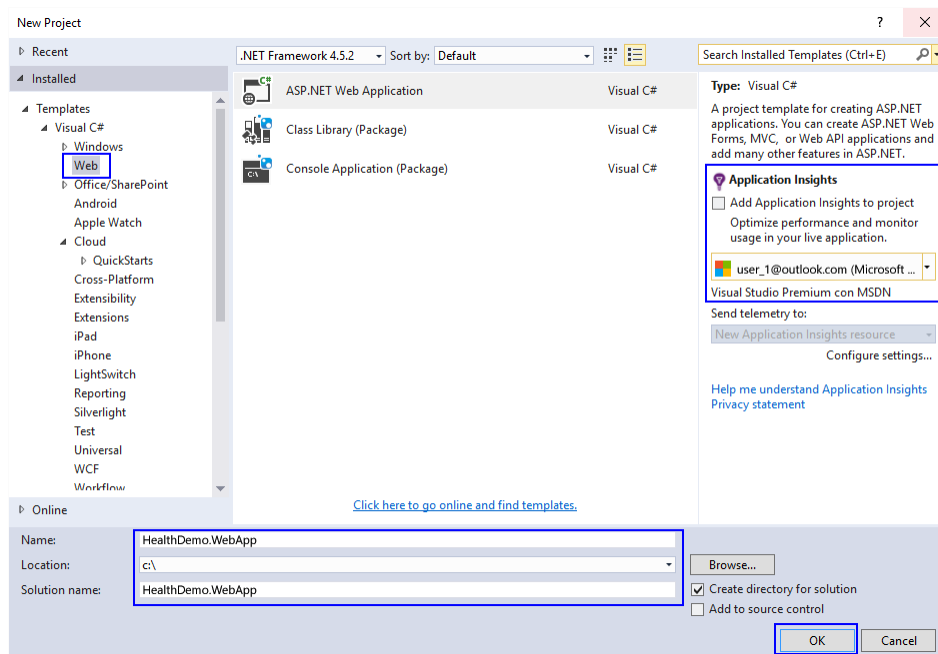 New Project
?
Recent
Installed
Templates
Visual C#
Windows
Web
Office/SharePoint
Android
Apple Watch
Cloud
QuickStarts
Cross-Platform
Extensibility
Extensions
iPad
iPhone
LightSwitch
Reporting
Silverlight
Test
Universal
WCF
Workflow
Online
.NET Framework 4.5.2
Sort by:
Default
ASP.NET Web Application
Visual C#
Class Library (Package)
Visual C#
Console Application (Package)
Visual C#
Click here to go online and find templates.
Search Installed Templates (Ctrl+E)
Type: Visual C#
A project template for creating ASP.NET
applications. You can create ASP.NET Web
Forms, MVC, or Web API applications and
add many other features in ASP.NET.
Application Insights
Add Application Insights to project
Optimize performance and monitor
usage in your live application.
user_1@outlook.com (Microsoft ...
Visual Studio Premium con MSDN
Send telemetry to:
New Application Insights resource
Configure settings...
Help me understand Application Insights
Privacy statement
Name:
HealthDemo.WebApp
Location:
c:\
Browse...
Solution name:
HealthDemo.WebApp
Create directory for solution
Add to source control
OK
Cancel